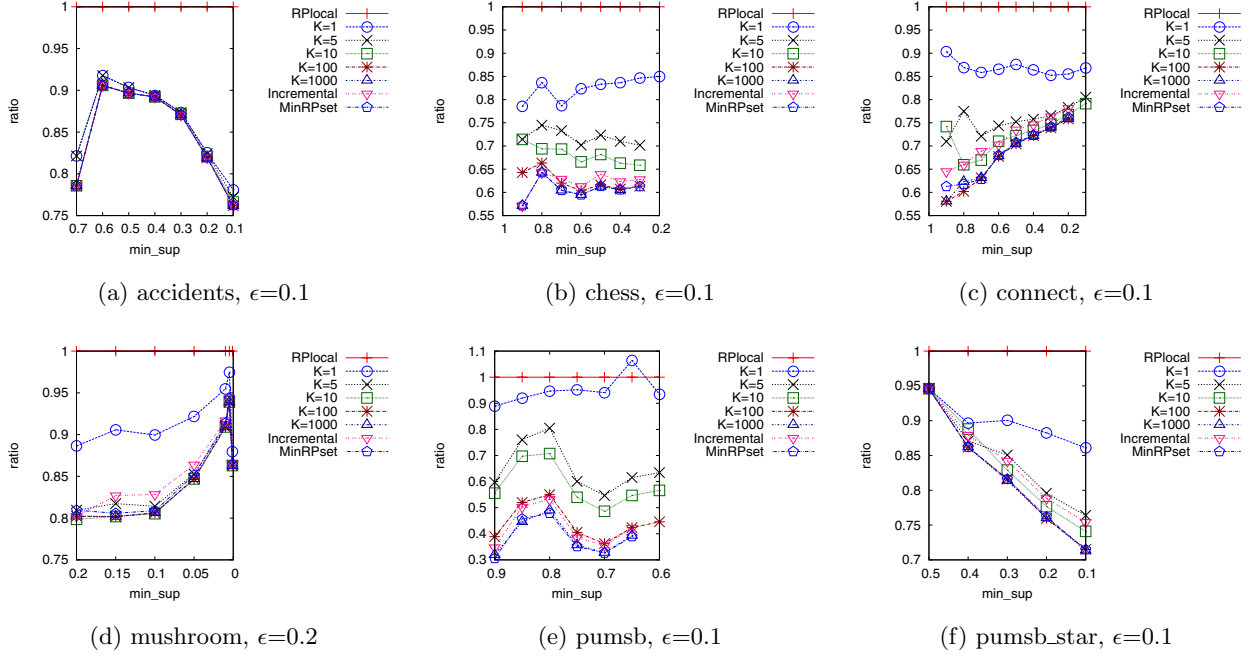 RPlocal
K=1
K=5
K=10
K=100
K=1000
Incremental
MinRPset
1
0.95
0.9
0.85
0.8
0.75
ratio
0.7 0.6 0.5 0.4 0.3 0.2 0.1
min_sup
(a) accidents, ϵ=0.1
RPlocal
K=1
K=5
K=10
K=100
K=1000
Incremental
MinRPset
1
0.95
0.9
0.85
0.8
0.75
0.7
0.65
0.6
0.55
ratio
1 0.8 0.6 0.4 0.2
min_sup
(b) chess, ϵ=0.1
RPlocal
K=1
K=5
K=10
K=100
K=1000
Incremental
MinRPset
1
0.95
0.9
0.85
0.8
0.75
0.7
0.65
0.6
0.55
ratio
1 0.8 0.6 0.4 0.2
min_sup
(c) connect, ϵ=0.1
RPlocal
K=1
K=5
K=10
K=100
K=1000
Incremental
MinRPset
1
0.95
0.9
0.85
0.8
0.75
ratio
0.2 0.15 0.1 0.05 0
min_sup
(d) mushroom, ϵ=0.2
RPlocal
K=1
K=5
K=10
K=100
K=1000
Incremental
MinRPset
1.1
1
0.9
0.8
0.7
0.6
0.5
0.4
0.3
ratio
0.9 0.8 0.7 0.6
min_sup
(e) pumsb, ϵ=0.1
RPlocal
K=1
K=5
K=10
K=100
K=1000
Incremental
MinRPset
1
0.95
0.9
0.85
0.8
0.75
0.7
ratio
0.5 0.4 0.3 0.2 0.1
min_sup
(f) pumsb_star, ϵ=0.1